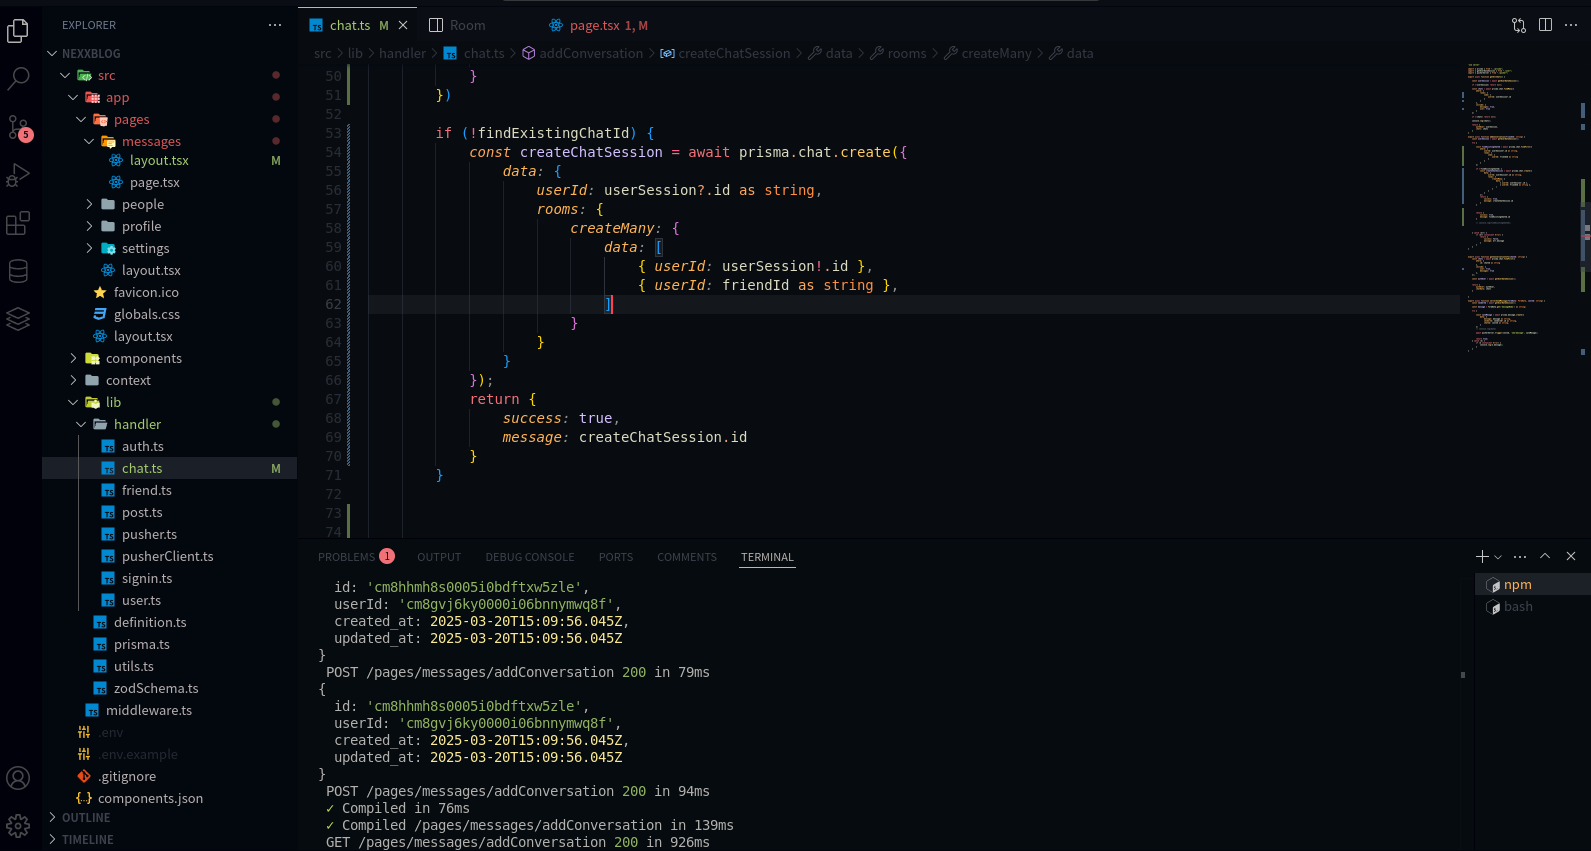 EXPLORER
NEXXBLOG
src
app
pages
messages
layout.tsx M
page.tsx
people
profile
settings
layout.tsx
favicon.ico
globals.css
layout.tsx
components
context
lib
handler
auth.ts
chat.ts M
friend.ts
post.ts
pusher.ts
pusherClient.ts
signin.ts
user.ts
definition.ts
prisma.ts
utils.ts
zodSchema.ts
middleware.ts
.env
.env.example
.gitignore
components.json
OUTLINE
TIMELINE
5
chat.ts M
Room
page.tsx 1, M
src > lib > handler > chat.ts > addConversation > createChatSession > data > rooms > createMany > data
50 }
51 })
52
53 if (!findExistingChatId) {
54 const createChatSession = await prisma.chat.create({
55 data: {
56 userId: userSession?.id as string,
57 rooms: {
58 createMany: {
59 data: [
60 { userId: userSession!.id },
61 { userId: friendId as string },
62 ]
63 }
64 }
65 }
66 });
67 return {
68 success: true,
69 message: createChatSession.id
70 }
71 }
72
73
74
PROBLEMS 1 OUTPUT DEBUG CONSOLE PORTS COMMENTS TERMINAL
id: 'cm8hhmh8s0005i0bdftxw5zle',
userId: 'cm8gvj6ky0000i06bnnymwq8f',
created_at: 2025-03-20T15:09:56.045Z,
updated_at: 2025-03-20T15:09:56.045Z
}
POST /pages/messages/addConversation 200 in 79ms
{
id: 'cm8hhmh8s0005i0bdftxw5zle',
userId: 'cm8gvj6ky0000i06bnnymwq8f',
created_at: 2025-03-20T15:09:56.045Z,
updated_at: 2025-03-20T15:09:56.045Z
}
POST /pages/messages/addConversation 200 in 94ms
✓ Compiled in 76ms
✓ Compiled /pages/messages/addConversation in 139ms
GET /pages/messages/addConversation 200 in 926ms
npm
bash